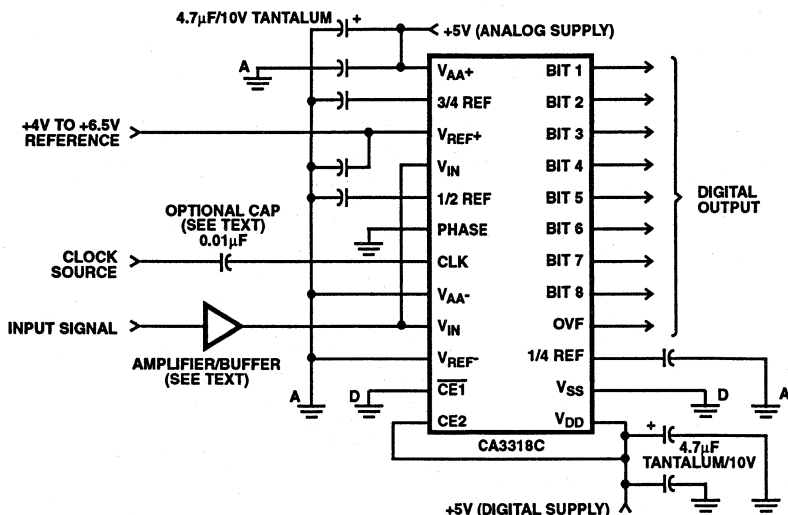 4.7µF/10V TANTALUM
+
+5V (ANALOG SUPPLY)
A
VAA+
BIT 1
3/4 REF
BIT 2
+4V TO +6.5V
REFERENCE
VREF+
BIT 3
VIN
BIT 4
1/2 REF
BIT 5
DIGITAL
OUTPUT
OPTIONAL CAP
(SEE TEXT)
0.01µF
PHASE
BIT 6
CLOCK
SOURCE
CLK
BIT 7
VAA-
BIT 8
INPUT SIGNAL
VIN
OVF
AMPLIFIER/BUFFER
(SEE TEXT)
VREF-
1/4 REF
A
D
CE1
VSS
D
A
CE2
VDD
+
CA3318C
4.7µF
TANTALUM/10V
+5V (DIGITAL SUPPLY)